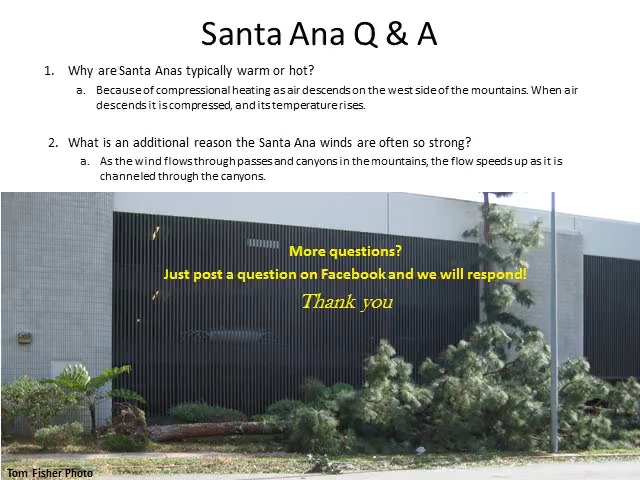 Santa Ana Q & A
1. Why are Santa Anas typically warm or hot?
a. Because of compressional heating as air descends on the west side of the mountains. When air
descends it is compressed, and its temperature rises.
2. What is an additional reason the Santa Ana winds are often so strong?
a. As the wind flows through passes and canyons in the mountains, the flow speeds up as it is
channeled through the canyons.
More questions?
Just post a question on Facebook and we will respond!
Thank you
Tom Fisher Photo